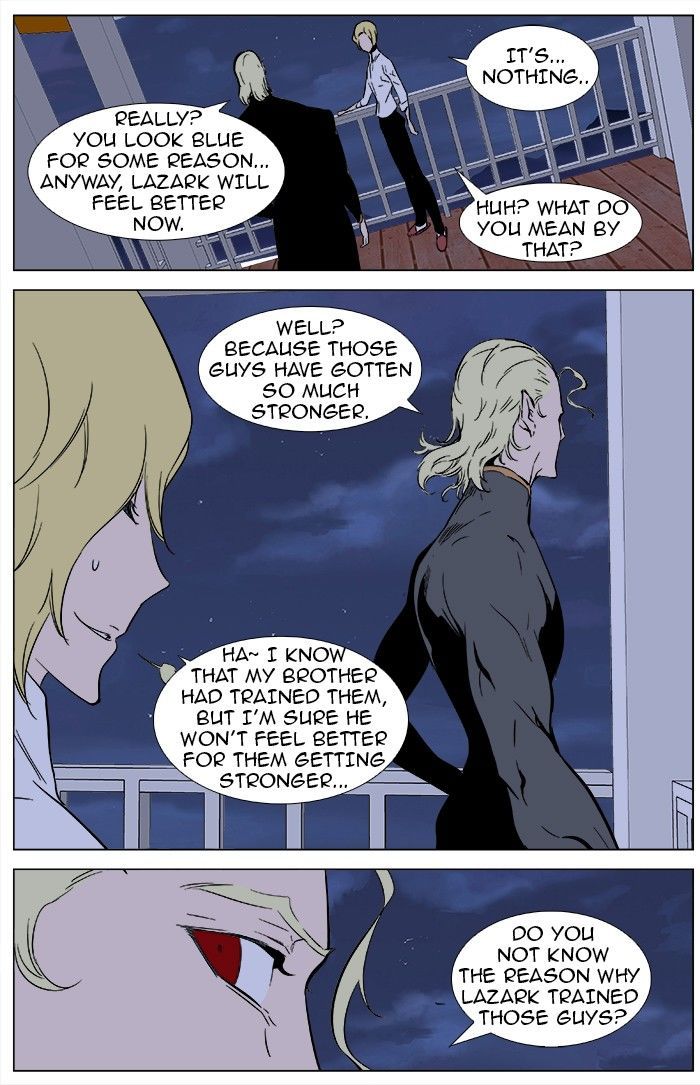 IT'S...
NOTHING..
REALLY?
YOU LOOK BLUE
FOR SOME REASON...
ANYWAY, LAZARK WILL
FEEL BETTER
NOW.
HUH? WHAT DO
YOU MEAN BY
THAT?
WELL?
BECAUSE THOSE
GUYS HAVE GOTTEN
SO MUCH
STRONGER.
HA~ I KNOW
THAT MY BROTHER
HAD TRAINED THEM,
BUT I'M SURE HE
WON'T FEEL BETTER
FOR THEM GETTING
STRONGER...
DO YOU
NOT KNOW
THE REASON WHY
LAZARK TRAINED
THOSE GUYS?